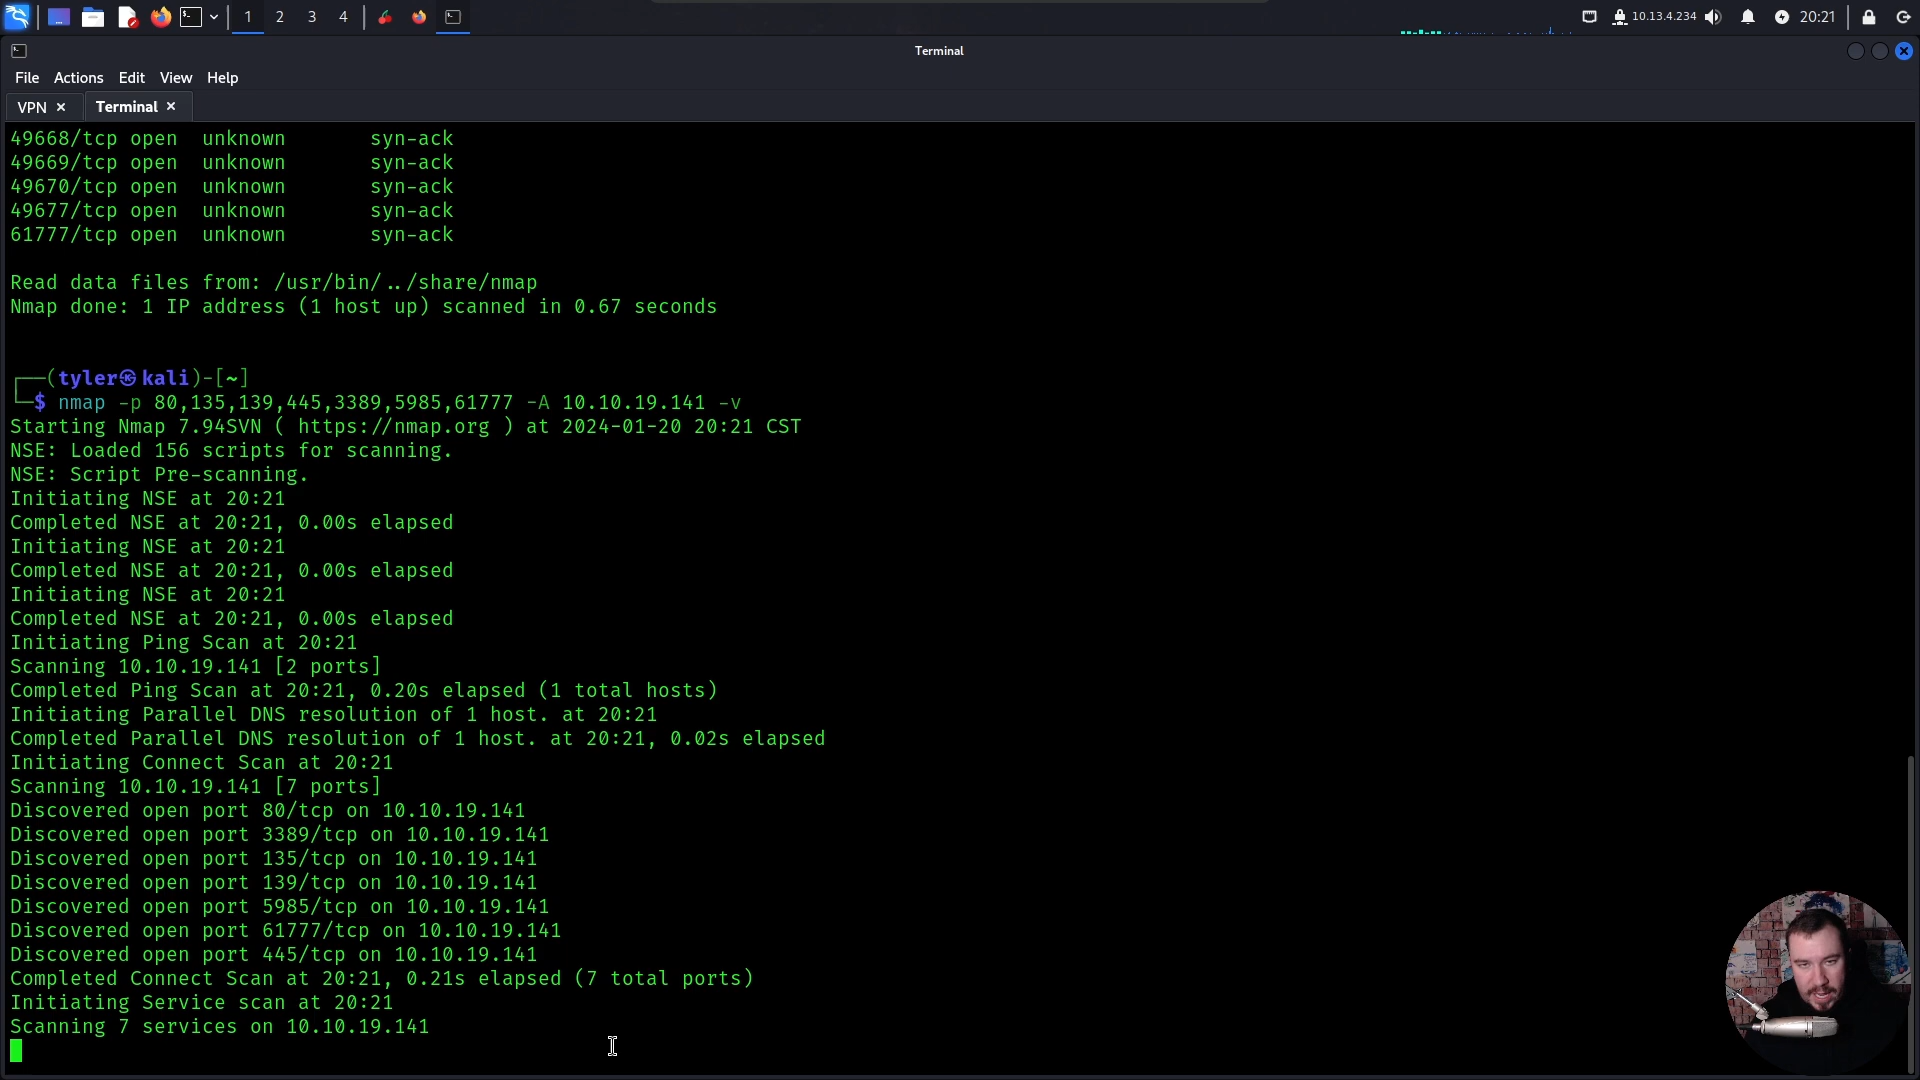 1 2 3 4
10.13.4.234
20:21
Terminal
File Actions Edit View Help
VPN × Terminal ×
49668/tcp open  unknown       syn-ack
49669/tcp open  unknown       syn-ack
49670/tcp open  unknown       syn-ack
49677/tcp open  unknown       syn-ack
61777/tcp open  unknown       syn-ack
Read data files from: /usr/bin/../share/nmap
Nmap done: 1 IP address (1 host up) scanned in 0.67 seconds
┌──(tyler㉿kali)-[~]
└─$ nmap -p 80,135,139,445,3389,5985,61777 -A 10.10.19.141 -v
Starting Nmap 7.94SVN ( https://nmap.org ) at 2024-01-20 20:21 CST
NSE: Loaded 156 scripts for scanning.
NSE: Script Pre-scanning.
Initiating NSE at 20:21
Completed NSE at 20:21, 0.00s elapsed
Initiating NSE at 20:21
Completed NSE at 20:21, 0.00s elapsed
Initiating NSE at 20:21
Completed NSE at 20:21, 0.00s elapsed
Initiating Ping Scan at 20:21
Scanning 10.10.19.141 [2 ports]
Completed Ping Scan at 20:21, 0.20s elapsed (1 total hosts)
Initiating Parallel DNS resolution of 1 host. at 20:21
Completed Parallel DNS resolution of 1 host. at 20:21, 0.02s elapsed
Initiating Connect Scan at 20:21
Scanning 10.10.19.141 [7 ports]
Discovered open port 80/tcp on 10.10.19.141
Discovered open port 3389/tcp on 10.10.19.141
Discovered open port 135/tcp on 10.10.19.141
Discovered open port 139/tcp on 10.10.19.141
Discovered open port 5985/tcp on 10.10.19.141
Discovered open port 61777/tcp on 10.10.19.141
Discovered open port 445/tcp on 10.10.19.141
Completed Connect Scan at 20:21, 0.21s elapsed (7 total ports)
Initiating Service scan at 20:21
Scanning 7 services on 10.10.19.141